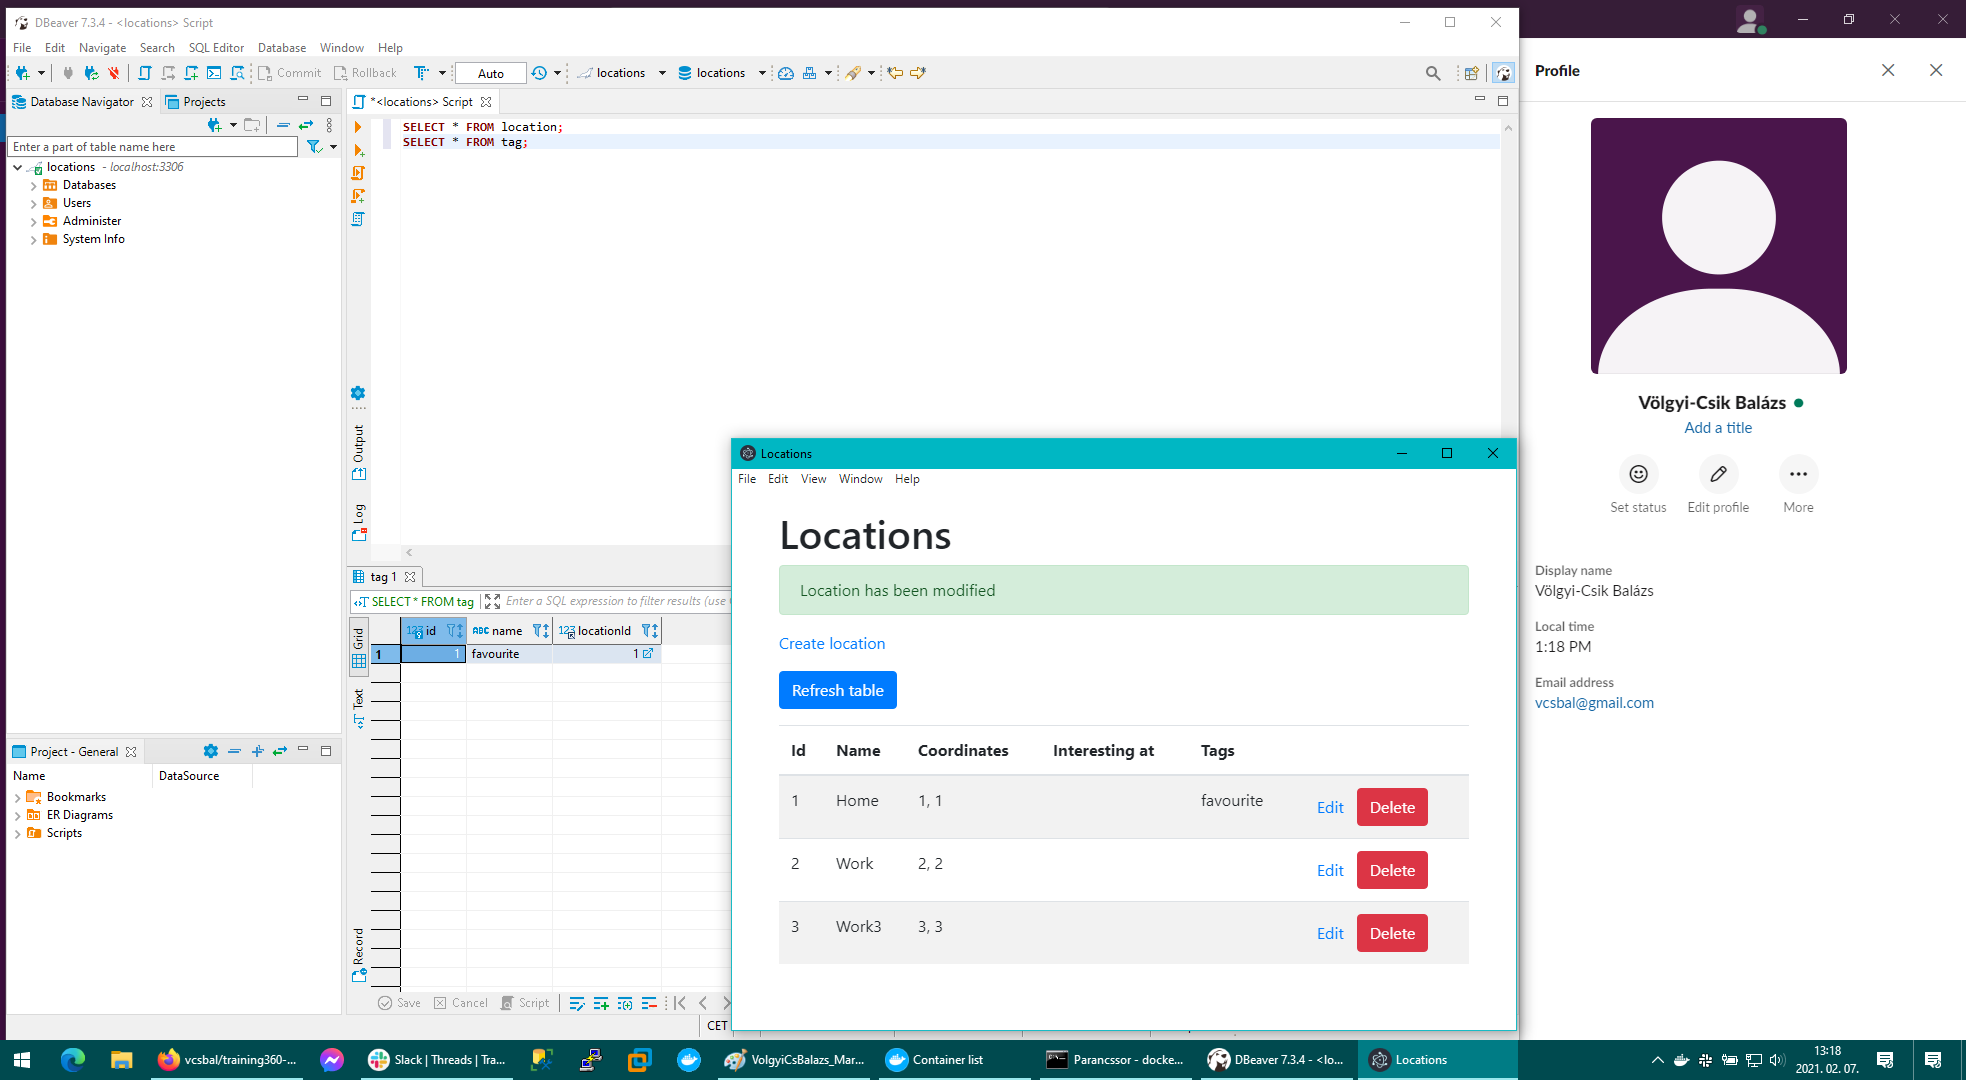 DBeaver 7.3.4 - <locations> Script
File Edit Navigate Search SQL Editor Database Window Help
Commit Rollback Auto locations locations
Database Navigator Projects
Enter a part of table name here
locations - localhost:3306
Databases
Users
Administer
System Info
Project - General
Name DataSource
Bookmarks
ER Diagrams
Scripts
*<locations> Script
SELECT * FROM location;
SELECT * FROM tag;
Output
Log
tag 1
SELECT * FROM tag Enter a SQL expression to filter results (use
Grid
Text
Record
123 id ABC name 123 locationId
1 1 favourite 1
Save Cancel Script
CET
Locations
File Edit View Window Help
Locations
Location has been modified
Create location
Refresh table
Id Name Coordinates Interesting at Tags
1 Home 1, 1 favourite Edit Delete
2 Work 2, 2 Edit Delete
3 Work3 3, 3 Edit Delete
Profile
Völgyi-Csik Balázs
Add a title
Set status Edit profile More
Display name
Völgyi-Csik Balázs
Local time
1:18 PM
Email address
vcsbal@gmail.com
vcsbal/training360-... Slack | Threads | Tra... VolgyiCsBalazs_Mar... Container list Parancssor - docke... DBeaver 7.3.4 - <lo... Locations
13:18
2021. 02. 07.